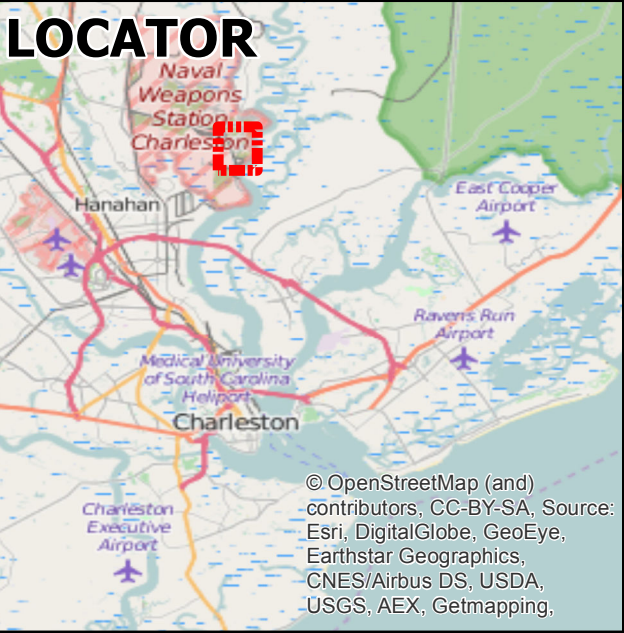 LOCATOR
Naval
Weapons
Station
Charleston
Hanahan
East Cooper
Airport
Ravens Run
Airport
Medical University
of South Carolina
Heliport
Charleston
Charleston
Executive
Airport
© OpenStreetMap (and)
contributors, CC-BY-SA, Source:
Esri, DigitalGlobe, GeoEye,
Earthstar Geographics,
CNES/Airbus DS, USDA,
USGS, AEX, Getmapping,